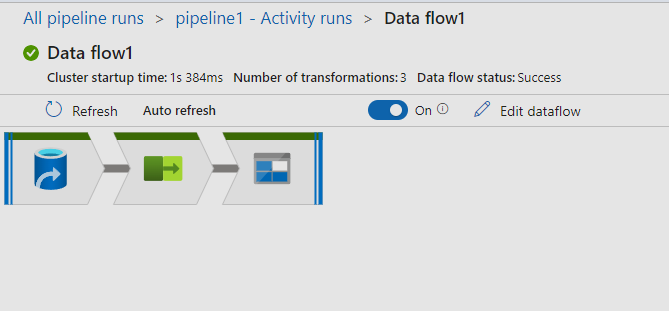 All pipeline runs > pipeline1 - Activity runs > Data flow1
Data flow1
Cluster startup time: 1s 384ms Number of transformations: 3 Data flow status: Success
Refresh Auto refresh On Edit dataflow